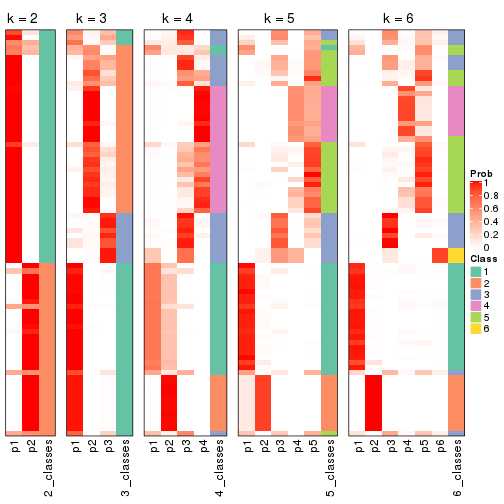 k = 2
k = 3
k = 4
k = 5
k = 6
Prob
1
0.8
0.6
0.4
0.2
0
Class
1
2
3
4
5
6
p1
p2
2_classes
p1
p2
p3
3_classes
p1
p2
p3
p4
4_classes
p1
p2
p3
p4
p5
5_classes
p1
p2
p3
p4
p5
p6
6_classes